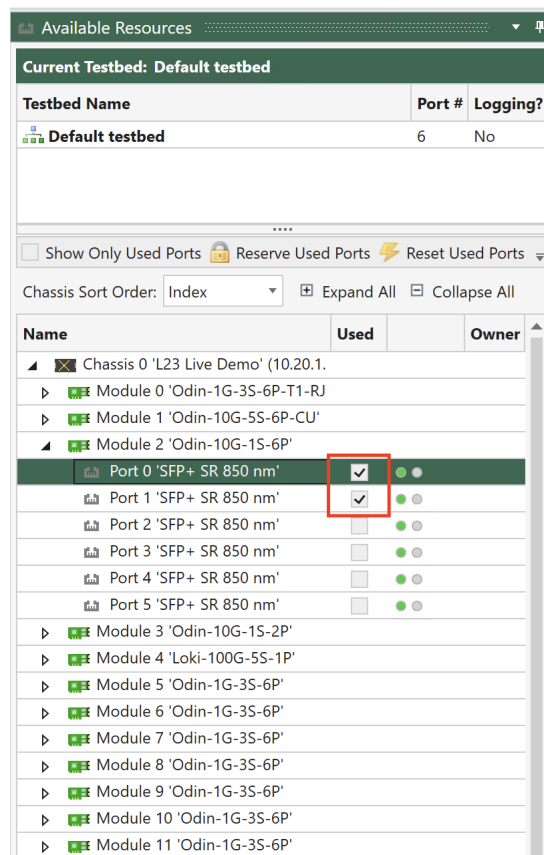 Available Resources
Current Testbed: Default testbed
Testbed Name Port # Logging?
Default testbed 6 No
Show Only Used Ports Reserve Used Ports Reset Used Ports
Chassis Sort Order: Index Expand All Collapse All
Name Used Owner
Chassis 0 'L23 Live Demo' (10.20.1.
Module 0 'Odin-1G-3S-6P-T1-RJ
Module 1 'Odin-10G-5S-6P-CU'
Module 2 'Odin-10G-1S-6P'
Port 0 'SFP+ SR 850 nm'
Port 1 'SFP+ SR 850 nm'
Port 2 'SFP+ SR 850 nm'
Port 3 'SFP+ SR 850 nm'
Port 4 'SFP+ SR 850 nm'
Port 5 'SFP+ SR 850 nm'
Module 3 'Odin-10G-1S-2P'
Module 4 'Loki-100G-5S-1P'
Module 5 'Odin-1G-3S-6P'
Module 6 'Odin-1G-3S-6P'
Module 7 'Odin-1G-3S-6P'
Module 8 'Odin-1G-3S-6P'
Module 9 'Odin-1G-3S-6P'
Module 10 'Odin-1G-3S-6P'
Module 11 'Odin-1G-3S-6P'